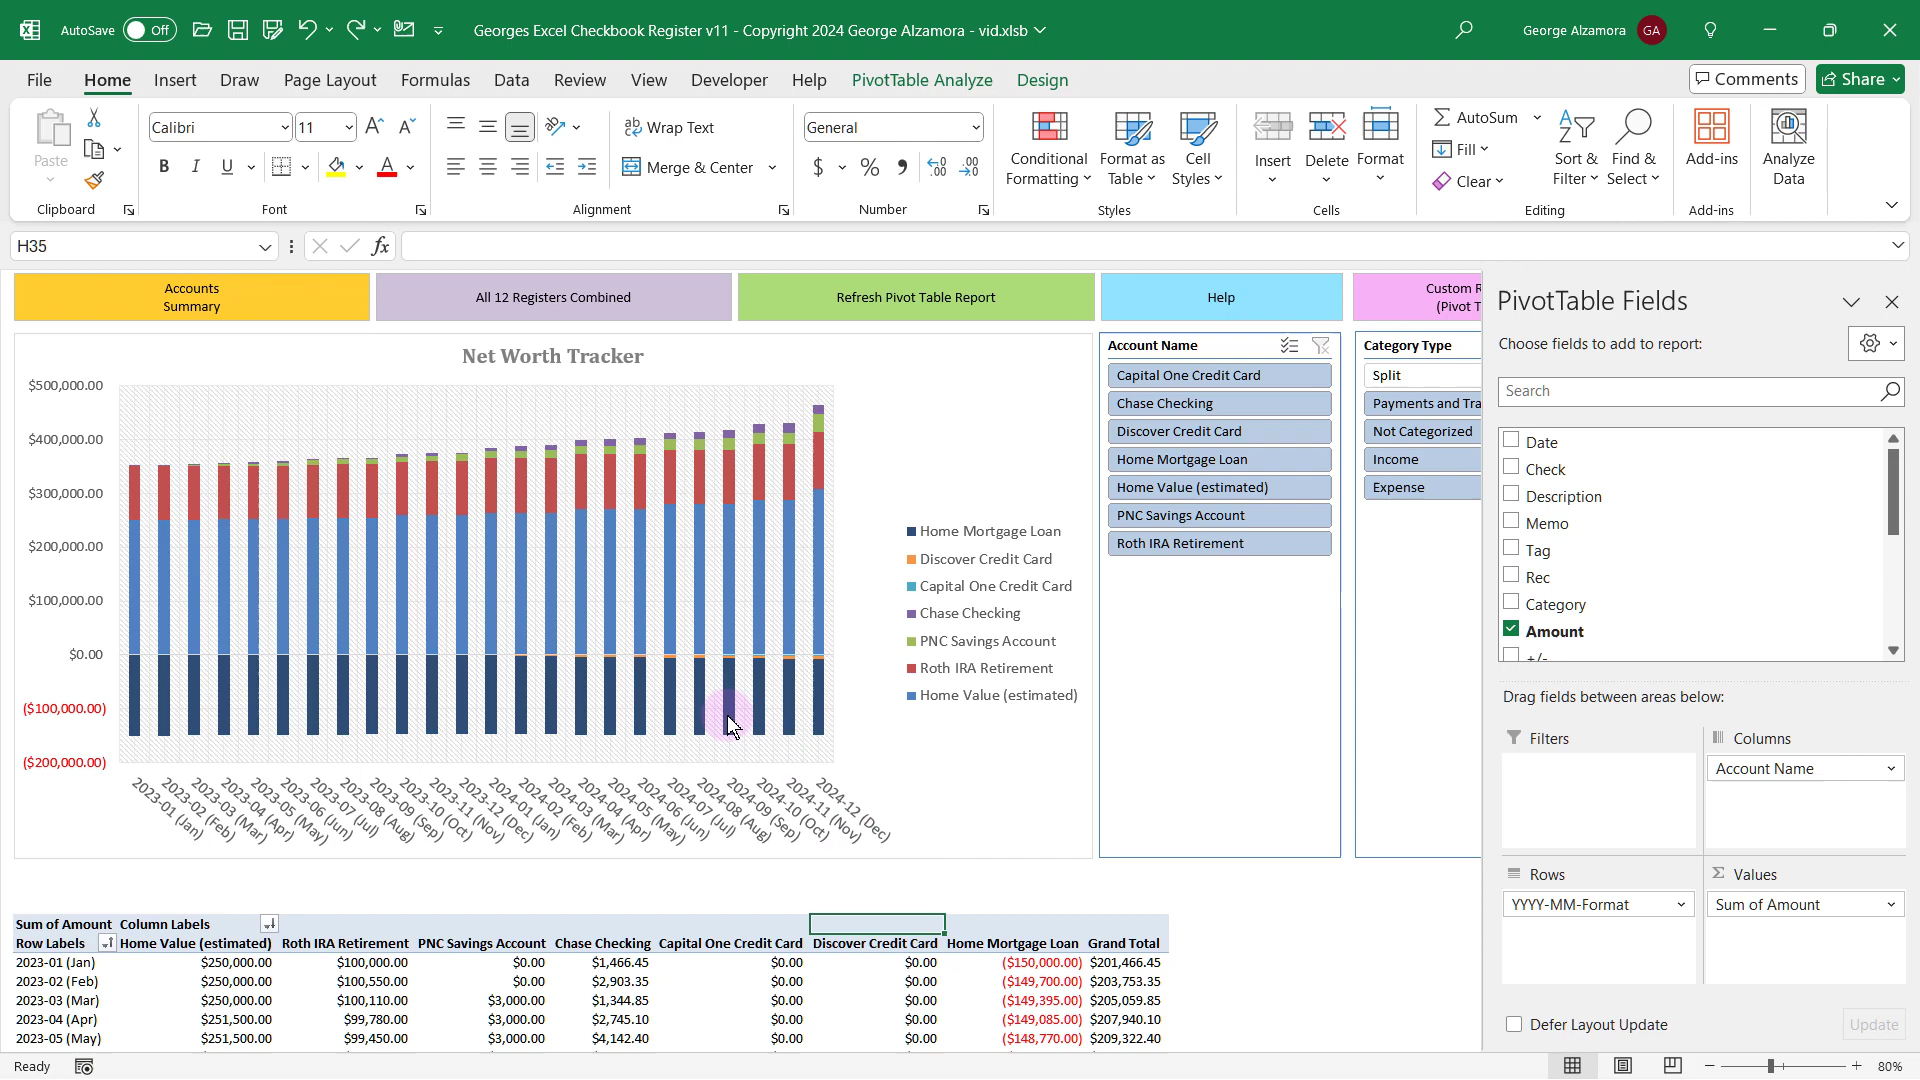 AutoSave Off Georges Excel Checkbook Register v11 - Copyright 2024 George Alzamora - vid.xlsb George Alzamora GA
File Home Insert Draw Page Layout Formulas Data Review View Developer Help PivotTable Analyze Design Comments Share
Paste
Clipboard
Calibri 11
B I U
Font
Wrap Text
Merge & Center
Alignment
General
$ % 9
Number
Conditional Formatting
Format as Table
Cell Styles
Styles
Insert Delete Format
Cells
AutoSum
Fill
Clear
Sort & Filter
Find & Select
Editing
Add-ins
Add-ins
Analyze Data
H35 fx
Accounts
Summary
All 12 Registers Combined
Refresh Pivot Table Report
Help
Custom R
(Pivot T
Net Worth Tracker
$500,000.00
$400,000.00
$300,000.00
$200,000.00
$100,000.00
$0.00
($100,000.00)
($200,000.00)
2023-01 (Jan)
2023-02 (Feb)
2023-03 (Mar)
2023-04 (Apr)
2023-05 (May)
2023-06 (Jun)
2023-07 (Jul)
2023-08 (Aug)
2023-09 (Sep)
2023-10 (Oct)
2023-11 (Nov)
2023-12 (Dec)
2024-01 (Jan)
2024-02 (Feb)
2024-03 (Mar)
2024-04 (Apr)
2024-05 (May)
2024-06 (Jun)
2024-07 (Jul)
2024-08 (Aug)
2024-09 (Sep)
2024-10 (Oct)
2024-11 (Nov)
2024-12 (Dec)
Home Mortgage Loan
Discover Credit Card
Capital One Credit Card
Chase Checking
PNC Savings Account
Roth IRA Retirement
Home Value (estimated)
Account Name
Capital One Credit Card
Chase Checking
Discover Credit Card
Home Mortgage Loan
Home Value (estimated)
PNC Savings Account
Roth IRA Retirement
Category Type
Split
Payments and Tra
Not Categorized
Income
Expense
Sum of Amount Column Labels
Row Labels Home Value (estimated) Roth IRA Retirement PNC Savings Account Chase Checking Capital One Credit Card Discover Credit Card Home Mortgage Loan Grand Total
2023-01 (Jan) $250,000.00 $100,000.00 $0.00 $1,466.45 $0.00 $0.00 ($150,000.00) $201,466.45
2023-02 (Feb) $250,000.00 $100,550.00 $0.00 $2,903.35 $0.00 $0.00 ($149,700.00) $203,753.35
2023-03 (Mar) $250,000.00 $100,110.00 $3,000.00 $1,344.85 $0.00 $0.00 ($149,395.00) $205,059.85
2023-04 (Apr) $251,500.00 $99,780.00 $3,000.00 $2,745.10 $0.00 $0.00 ($149,085.00) $207,940.10
2023-05 (May) $251,500.00 $99,450.00 $3,000.00 $4,142.40 $0.00 $0.00 ($148,770.00) $209,322.40
PivotTable Fields
Choose fields to add to report:
Search
Date
Check
Description
Memo
Tag
Rec
Category
Amount
+/-
Drag fields between areas below:
Filters
Columns
Account Name
Rows
YYYY-MM-Format
Values
Sum of Amount
Defer Layout Update Update
Ready 80%